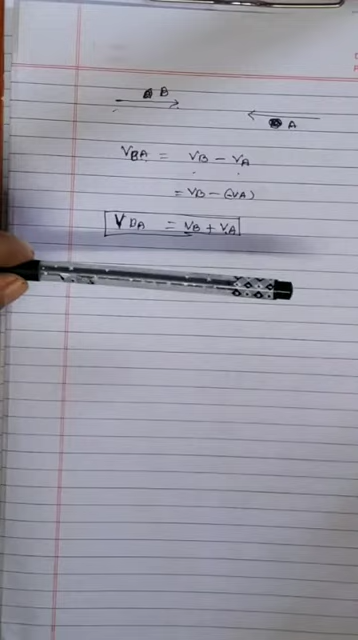 B
A
VBA = VB - VA
= VB - (-VA)
VBA = VB + VA